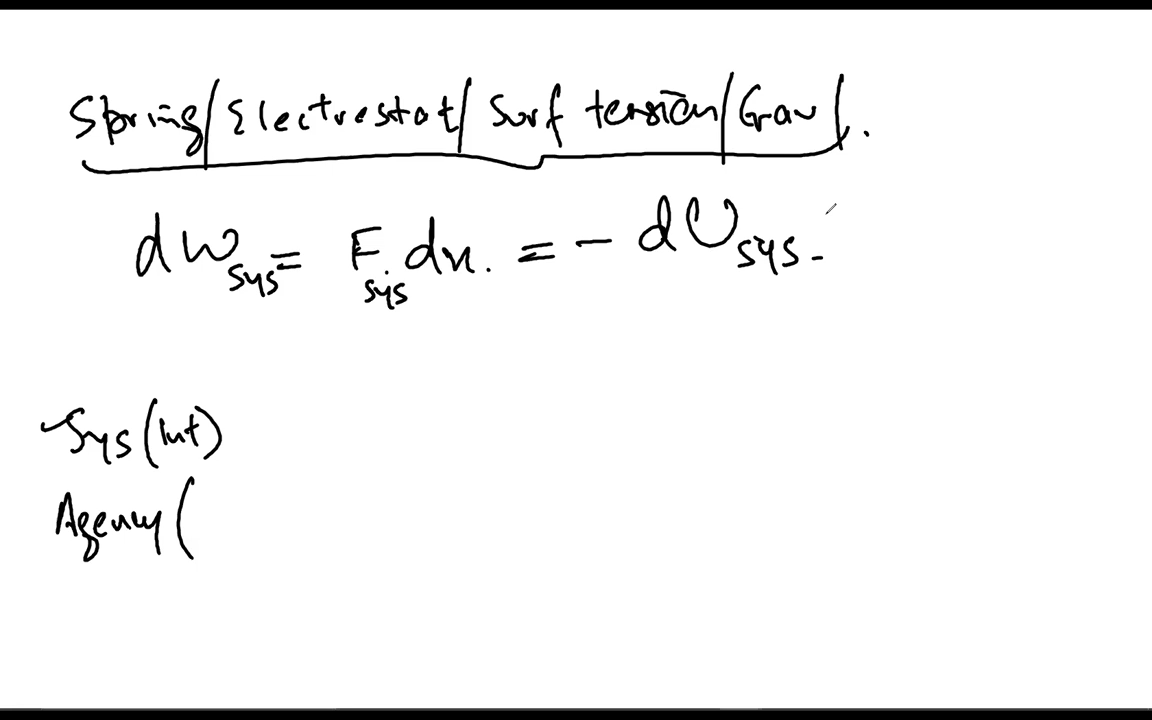 Spring/Electrostat/Surf tension/Grav/.
dW_sys = F_sys . dx. = - dU_sys.
Sys (Int)
Agency (